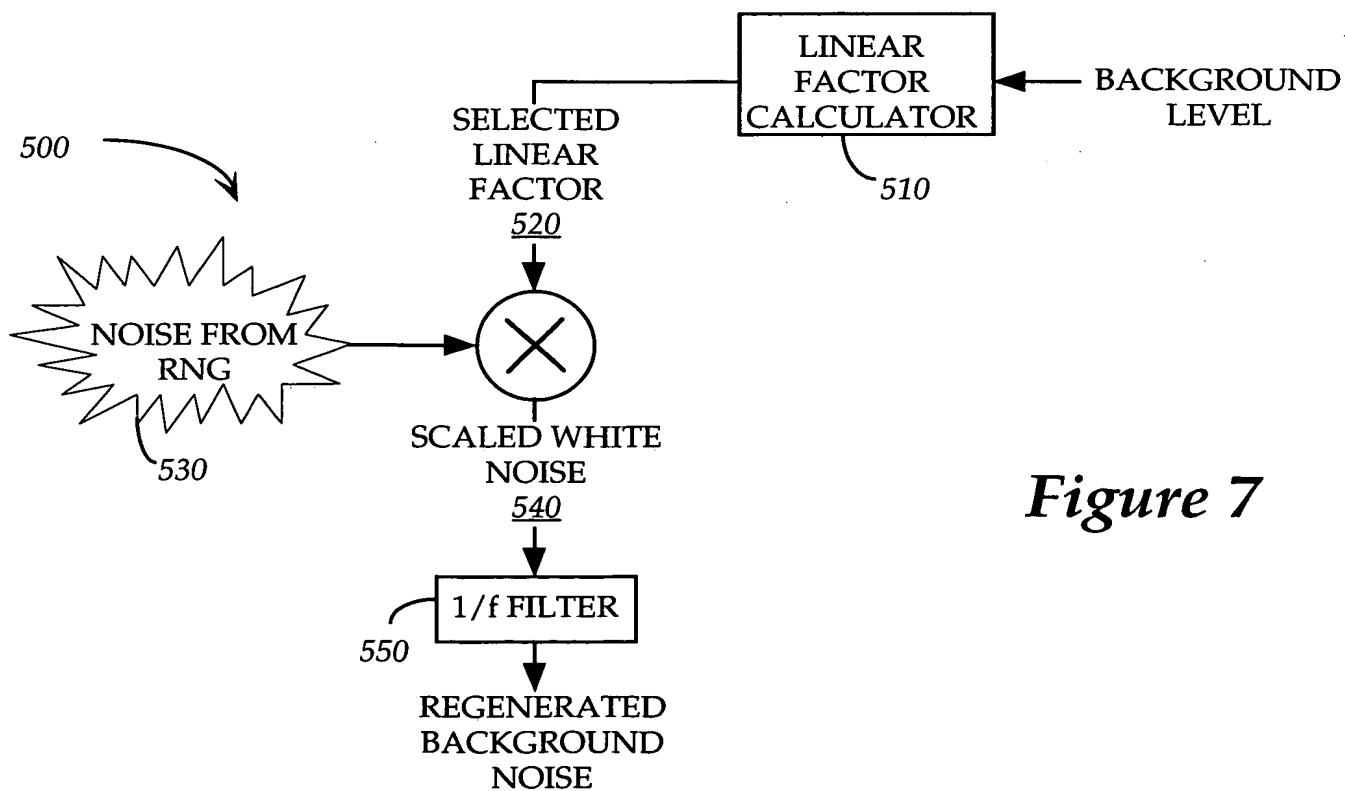 LINEAR
FACTOR
CALCULATOR
BACKGROUND
LEVEL
510
SELECTED
LINEAR
FACTOR
520
500
NOISE FROM
RNG
530
SCALED WHITE
NOISE
540
1/f FILTER
550
REGENERATED
BACKGROUND
NOISE
Figure 7